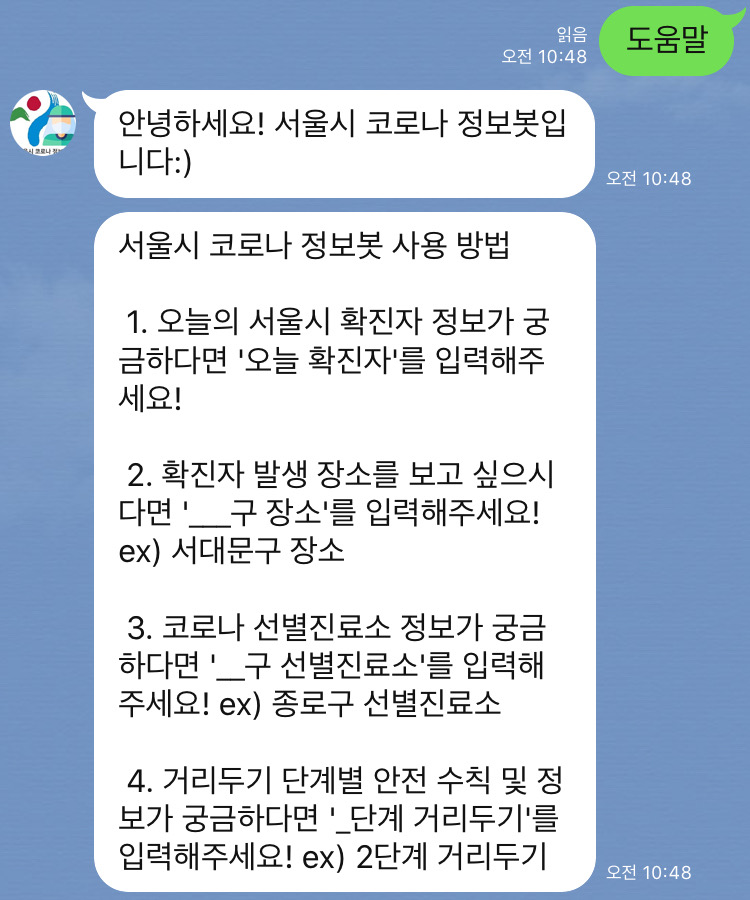 도움말
읽음
오전 10:48
안녕하세요! 서울시 코로나 정보봇입
니다:)
오전 10:48
서울시 코로나 정보봇 사용 방법
1. 오늘의 서울시 확진자 정보가 궁
금하다면 '오늘 확진자'를 입력해주
세요!
2. 확진자 발생 장소를 보고 싶으시
다면 '___구 장소'를 입력해주세요!
ex) 서대문구 장소
3. 코로나 선별진료소 정보가 궁금
하다면 '__구 선별진료소'를 입력해
주세요! ex) 종로구 선별진료소
4. 거리두기 단계별 안전 수칙 및 정
보가 궁금하다면 '_단계 거리두기'를
입력해주세요! ex) 2단계 거리두기
오전 10:48